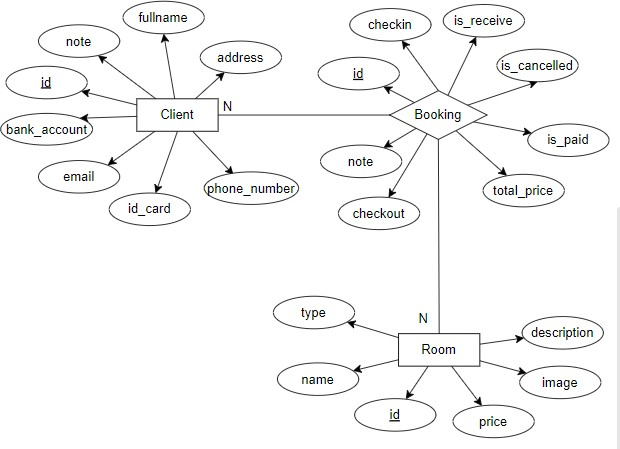 fullname
note
address
id
Client
N
bank_account
email
id_card
phone_number
checkin
is_receive
id
is_cancelled
Booking
is_paid
note
total_price
checkout
type
N
description
Room
name
image
id
price